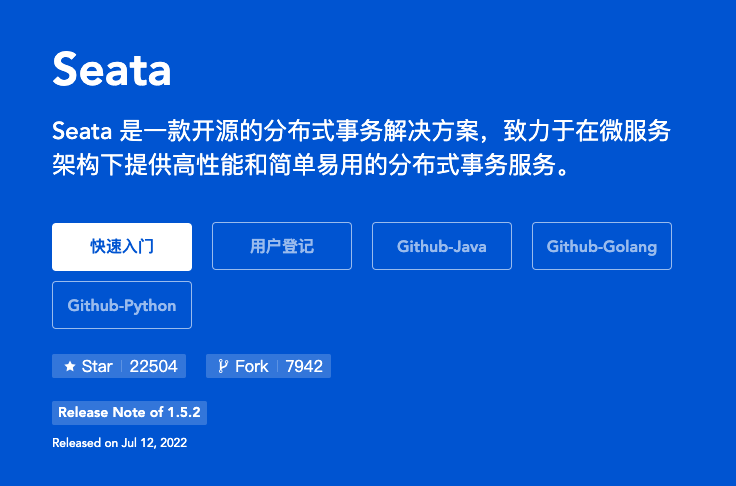 Seata
Seata 是一款开源的分布式事务解决方案，致力于在微服务
架构下提供高性能和简单易用的分布式事务服务。
快速入门 用户登记 Github-Java Github-Golang
Github-Python
Star 22504 Fork 7942
Release Note of 1.5.2
Released on Jul 12, 2022